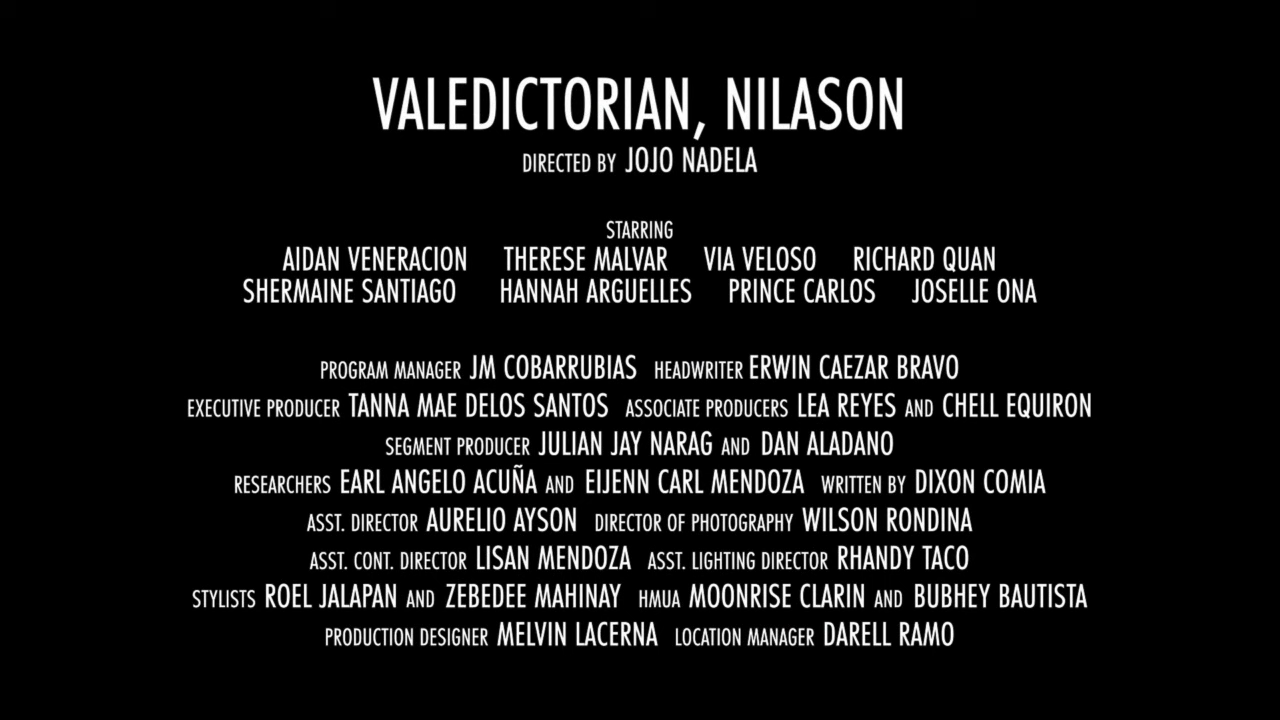 VALEDICTORIAN, NILASON
DIRECTED BY JOJO NADELA
STARRING
AIDAN VENERACION THERESE MALVAR VIA VELOSO RICHARD QUAN
SHERMAINE SANTIAGO HANNAH ARGUELLES PRINCE CARLOS JOSELLE ONA
PROGRAM MANAGER JM COBARRUBIAS HEADWRITER ERWIN CAEZAR BRAVO
EXECUTIVE PRODUCER TANNA MAE DELOS SANTOS ASSOCIATE PRODUCERS LEA REYES AND CHELL EQUIRON
SEGMENT PRODUCER JULIAN JAY NARAG AND DAN ALADANO
RESEARCHERS EARL ANGELO ACUÑA AND EIJENN CARL MENDOZA WRITTEN BY DIXON COMIA
ASST. DIRECTOR AURELIO AYSON DIRECTOR OF PHOTOGRAPHY WILSON RONDINA
ASST. CONT. DIRECTOR LISAN MENDOZA ASST. LIGHTING DIRECTOR RHANDY TACO
STYLISTS ROEL JALAPAN AND ZEBEDEE MAHINAY HMUA MOONRISE CLARIN AND BUBHEY BAUTISTA
PRODUCTION DESIGNER MELVIN LACERNA LOCATION MANAGER DARELL RAMO